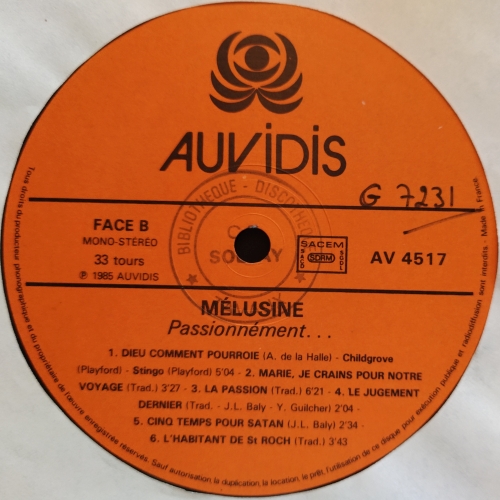 AUViDiS
G 7231
BIBLIOTHEQUE - DISCOTHEQUE
FACE B
MONO-STÉRÉO
33 tours
℗ 1985 AUVIDIS
SACEM
SDRM
SACD
SGDL
AV 4517
MÉLUSINE
Passionnément...
1. DIEU COMMENT POURROIE (A. de la Halle) - Childgrove
(Playford) - Stingo (Playford) 5'04 - 2. MARIE, JE CRAINS POUR NOTRE
VOYAGE (Trad.) 3'27 - 3. LA PASSION (Trad.) 6'21 - 4. LE JUGEMENT
DERNIER (Trad. - J.L. Baly - Y. Guilcher) 2'04 -
5. CINQ TEMPS POUR SATAN (J.L. Baly) 2'34 -
6. L'HABITANT DE St ROCH (Trad.) 3'43
Tous droits du producteur phonographique et du propriétaire de l'œuvre enregistrée réservés. Sauf autorisation, la duplication, la location, le prêt, l'utilisation de ce disque pour exécution publique et radiodiffusion sont interdits. - Made in France.